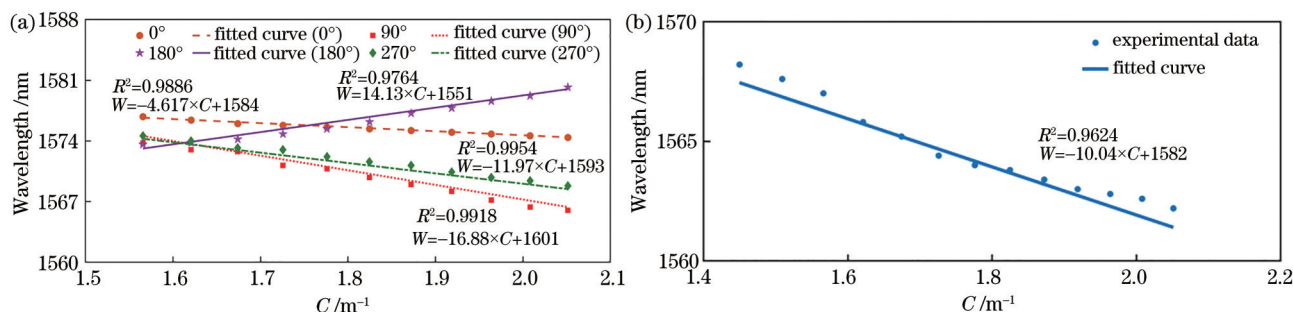 (a)
1588
1581
1574
1567
1560
Wavelength /nm
0° fitted curve (0°) 90° fitted curve (90°)
180° fitted curve (180°) 270° fitted curve (270°)
R²=0.9886
W=-4.617×C+1584
R²=0.9764
W=14.13×C+1551
R²=0.9954
W=-11.97×C+1593
R²=0.9918
W=-16.88×C+1601
1.5 1.6 1.7 1.8 1.9 2.0 2.1
C /m⁻¹
(b)
1570
1565
1560
Wavelength /nm
experimental data
fitted curve
R²=0.9624
W=-10.04×C+1582
1.4 1.6 1.8 2.0 2.2
C /m⁻¹